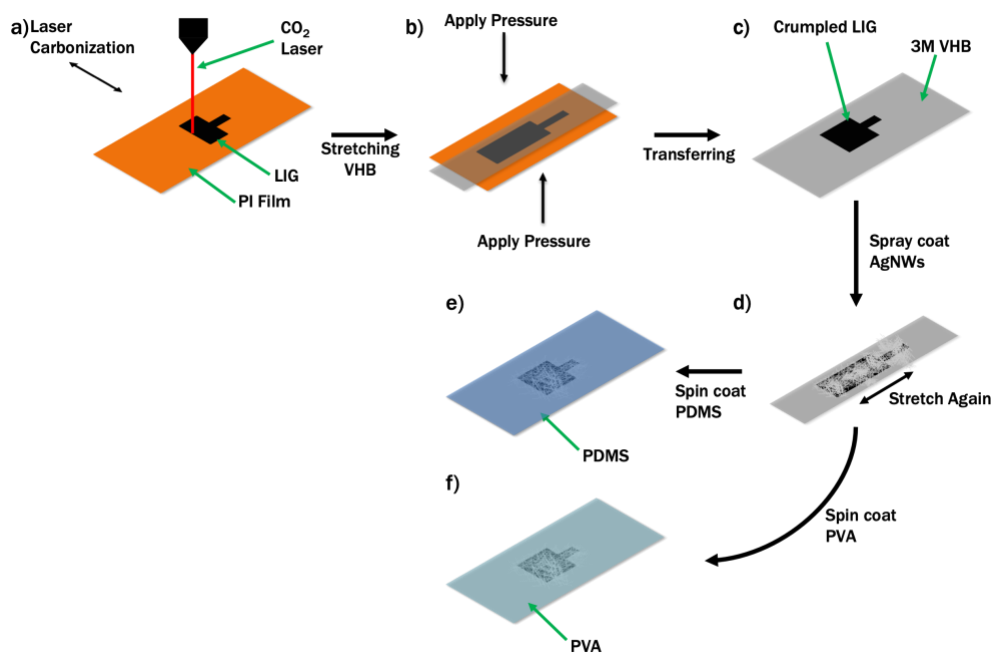 a)
Laser
Carbonization
CO2
Laser
LIG
PI Film
Stretching
VHB
b)
Apply Pressure
Apply Pressure
Transferring
c)
Crumpled LIG
3M VHB
Spray coat
AgNWs
d)
Stretch Again
Spin coat
PDMS
e)
PDMS
Spin coat
PVA
f)
PVA